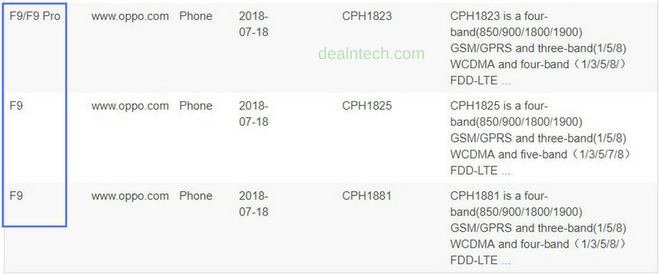 F9/F9 Pro www.oppo.com Phone 2018-07-18 CPH1823 CPH1823 is a four-
band(850/900/1800/1900)
GSM/GPRS and three-band(1/5/8)
WCDMA and four-band（1/3/5/8/）
FDD-LTE ...
dealntech.com
F9 www.oppo.com Phone 2018-07-18 CPH1825 CPH1825 is a four-
band(850/900/1800/1900)
GSM/GPRS and three-band(1/5/8)
WCDMA and five-band（1/3/5/7/8）
FDD-LTE ...
F9 www.oppo.com Phone 2018-07-18 CPH1881 CPH1881 is a four-
band(850/900/1800/1900)
GSM/GPRS and three-band(1/5/8)
WCDMA and four-band（1/3/5/8/）
FDD-LTE ...